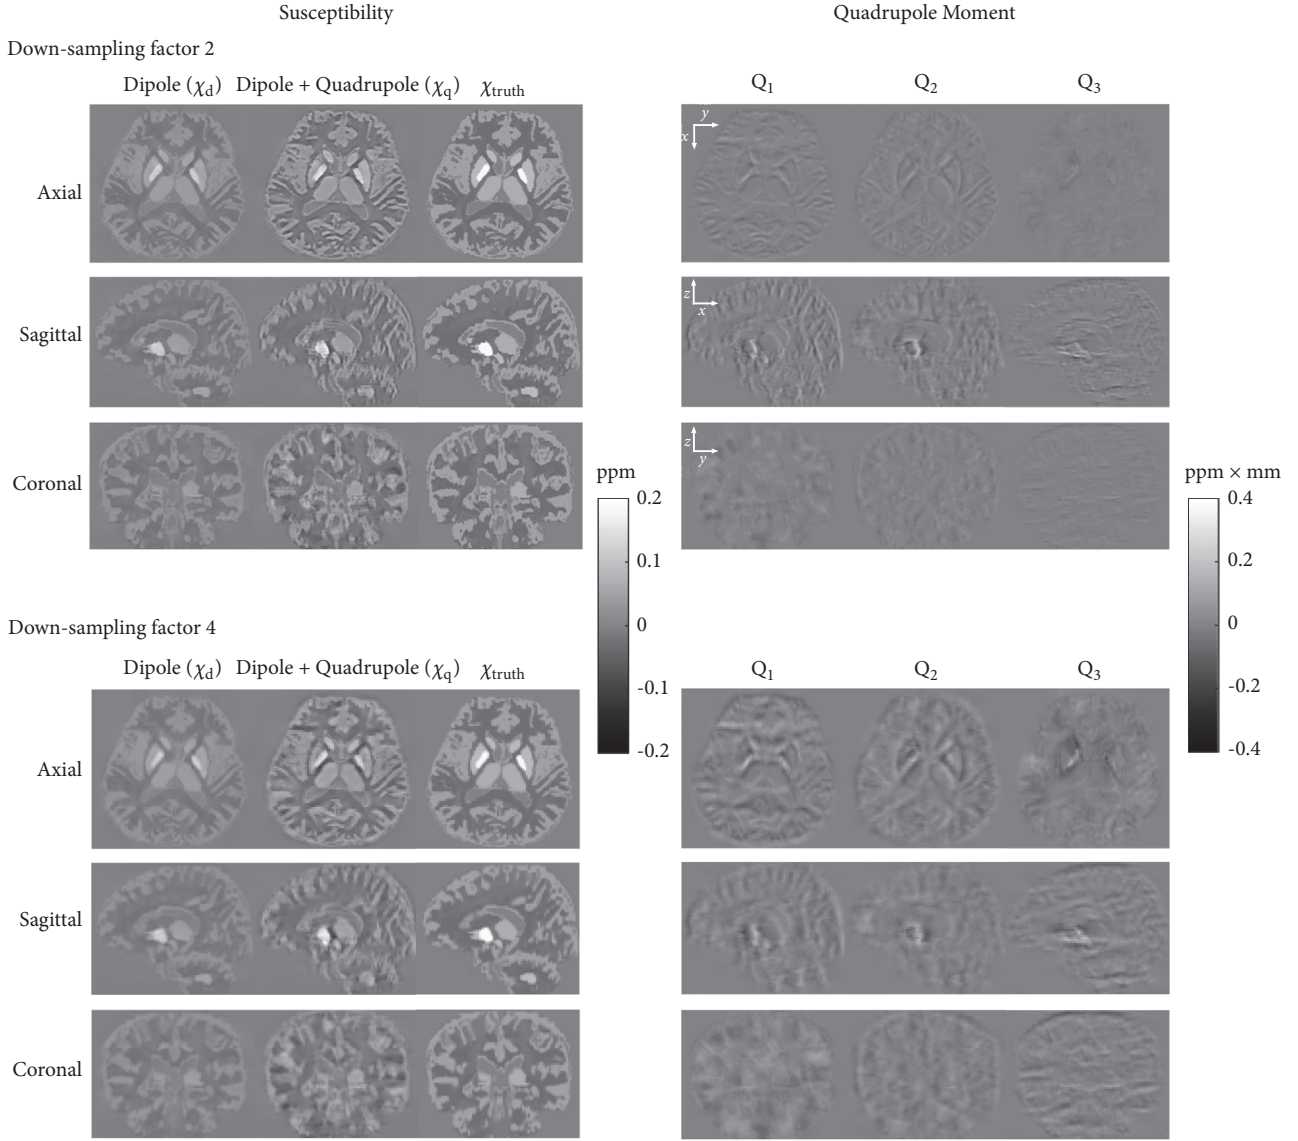 Susceptibility
Quadrupole Moment
Down-sampling factor 2
Dipole (χd) Dipole + Quadrupole (χq) χtruth
Q1 Q2 Q3
Axial
y
x
Sagittal
z
x
Coronal
z
y
ppm
0.2
0.1
0
-0.1
-0.2
ppm × mm
0.4
0.2
0
-0.2
-0.4
Down-sampling factor 4
Dipole (χd) Dipole + Quadrupole (χq) χtruth
Q1 Q2 Q3
Axial
Sagittal
Coronal